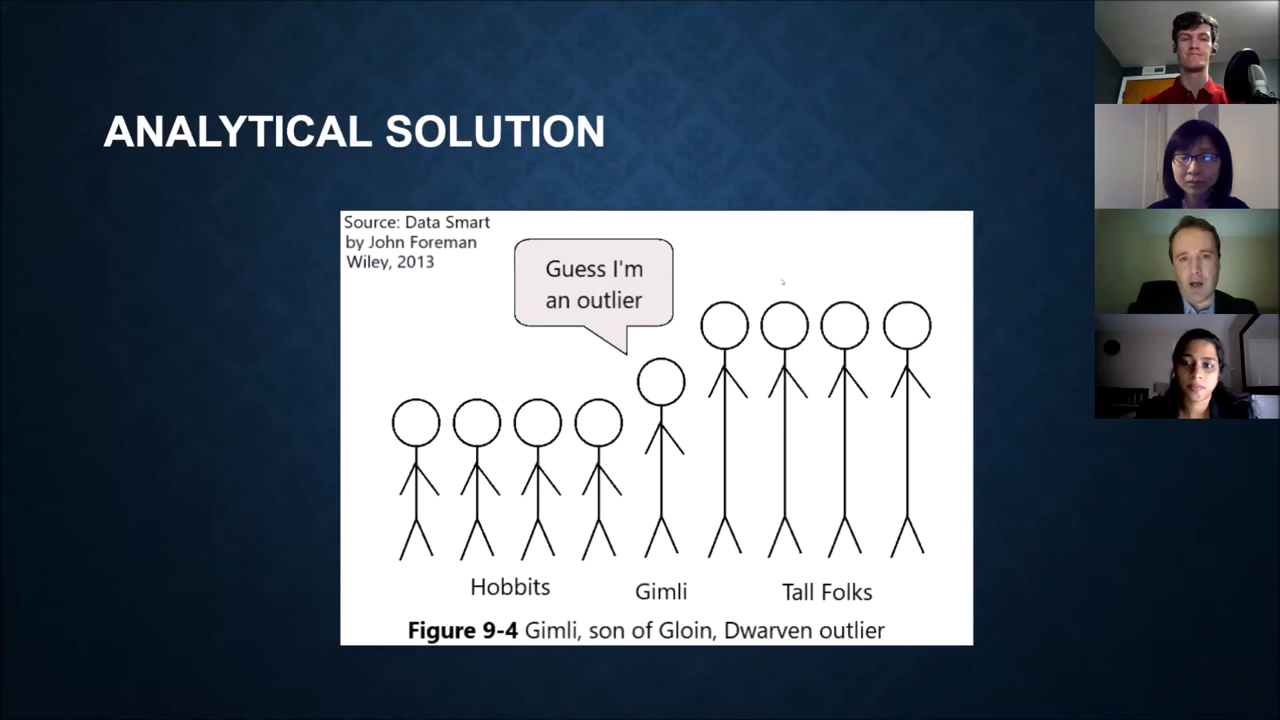 ANALYTICAL SOLUTION
Source: Data Smart
by John Foreman
Wiley, 2013
Guess I'm
an outlier
Hobbits
Gimli
Tall Folks
Figure 9-4 Gimli, son of Gloin, Dwarven outlier